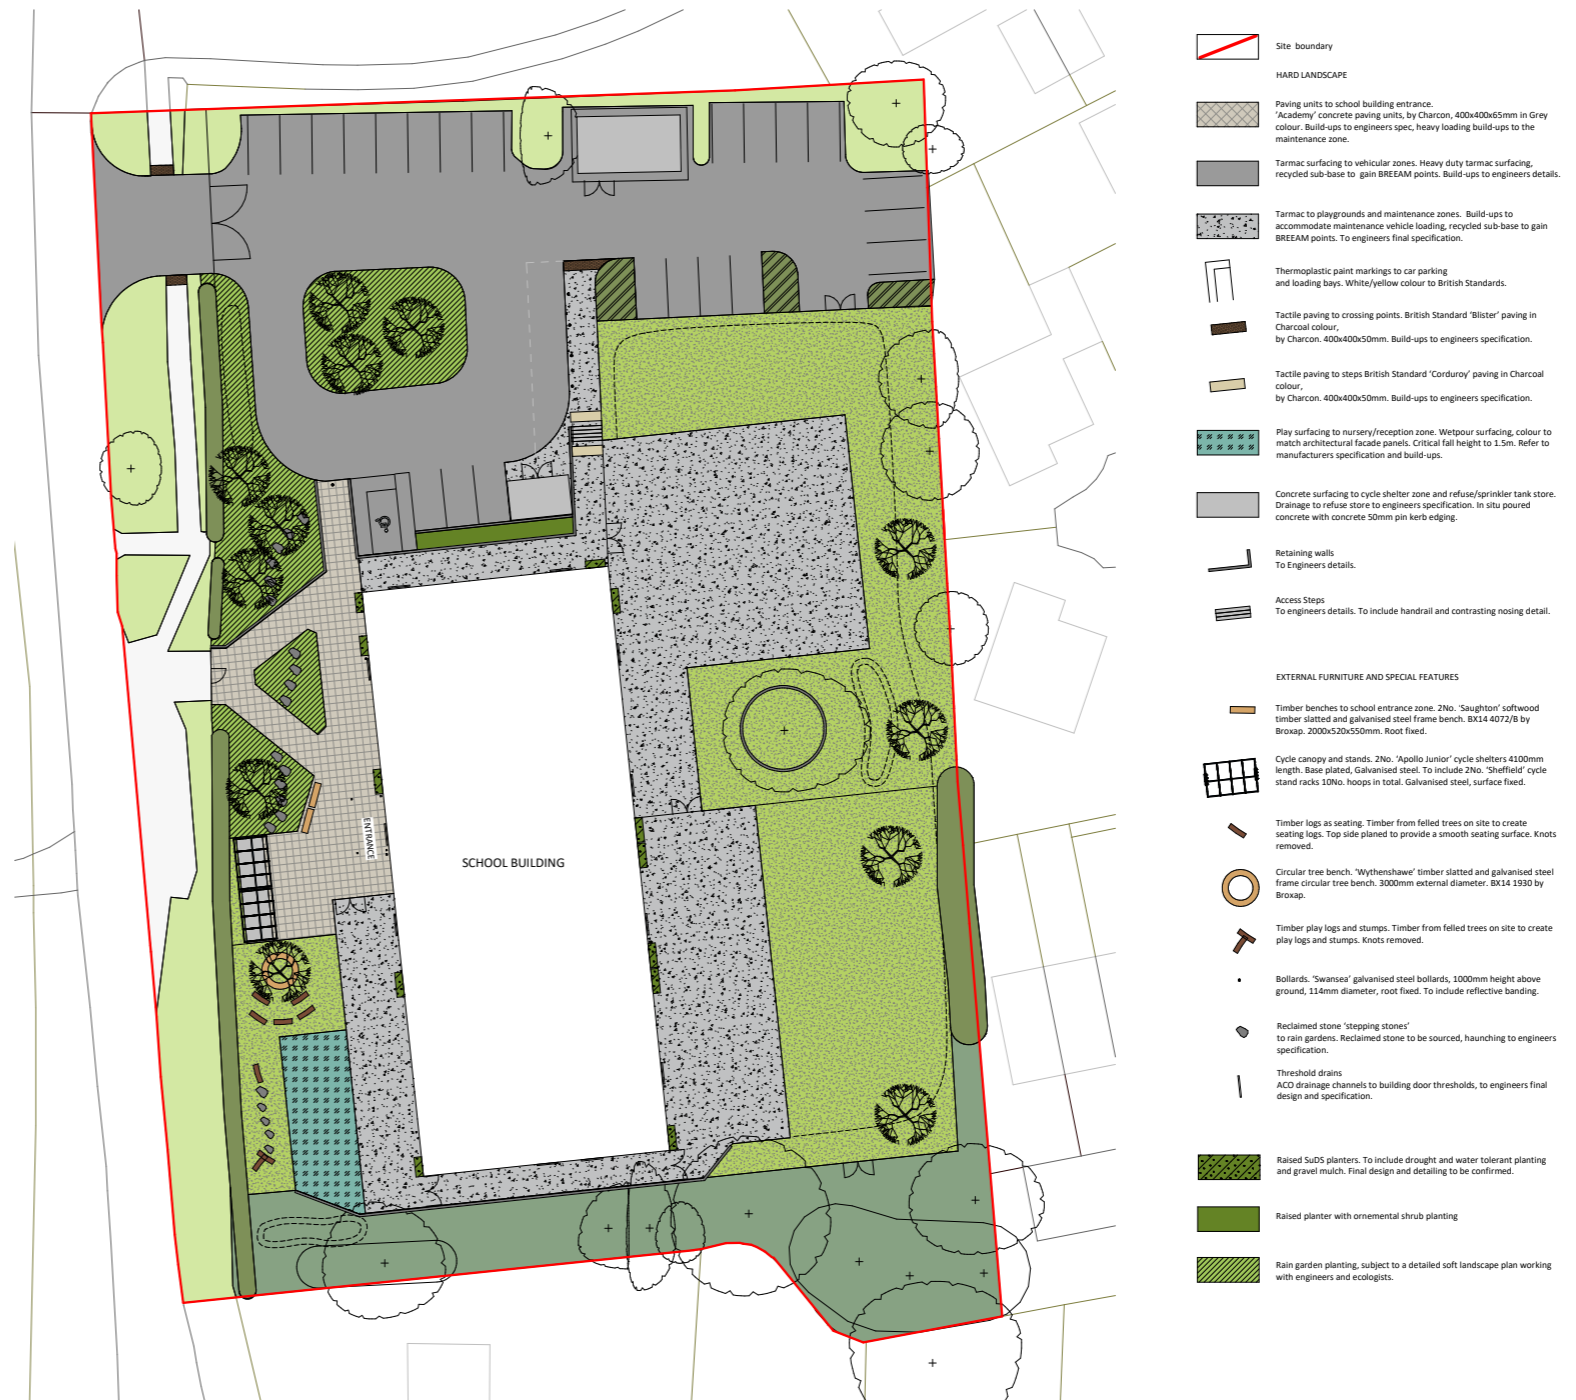 Site boundary
HARD LANDSCAPE
Paving units to school building entrance.
'Academy' concrete paving units, by Charcon, 400x400x65mm in Grey
colour. Build-ups to engineers spec, heavy loading build-ups to the
maintenance zone.
Tarmac surfacing to vehicular zones. Heavy duty tarmac surfacing,
recycled sub-base to gain BREEAM points. Build-ups to engineers details.
Tarmac to playgrounds and maintenance zones. Build-ups to
accommodate maintenance vehicle loading, recycled sub-base to gain
BREEAM points. To engineers final specification.
Thermoplastic paint markings to car parking
and loading bays. White/yellow colour to British Standards.
Tactile paving to crossing points. British Standard 'Blister' paving in
Charcoal colour,
by Charcon. 400x400x50mm. Build-ups to engineers specification.
Tactile paving to steps British Standard 'Corduroy' paving in Charcoal
colour,
by Charcon. 400x400x50mm. Build-ups to engineers specification.
Play surfacing to nursery/reception zone. Wetpour surfacing, colour to
match architectural facade panels. Critical fall height to 1.5m. Refer to
manufacturers specification and build-ups.
Concrete surfacing to cycle shelter zone and refuse/sprinkler tank store.
Drainage to refuse store to engineers specification. In situ poured
concrete with concrete 50mm pin kerb edging.
Retaining walls
To Engineers details.
Access Steps
To engineers details. To include handrail and contrasting nosing detail.
EXTERNAL FURNITURE AND SPECIAL FEATURES
Timber benches to school entrance zone. 2No. 'Saughton' softwood
timber slatted and galvanised steel frame bench. BX14 4072/B by
Broxap. 2000x520x550mm. Root fixed.
Cycle canopy and stands. 2No. 'Apollo Junior' cycle shelters 4100mm
length. Base plated, Galvanised steel. To include 2No. 'Sheffield' cycle
stand racks 10No. hoops in total. Galvanised steel, surface fixed.
Timber logs as seating. Timber from felled trees on site to create
seating logs. Top side planed to provide a smooth seating surface. Knots
removed.
Circular tree bench. 'Wythenshawe' timber slatted and galvanised steel
frame circular tree bench. 3000mm external diameter. BX14 1930 by
Broxap.
Timber play logs and stumps. Timber from felled trees on site to create
play logs and stumps. Knots removed.
Bollards. 'Swansea' galvanised steel bollards, 1000mm height above
ground, 114mm diameter, root fixed. To include reflective banding.
Reclaimed stone 'stepping stones'
to rain gardens. Reclaimed stone to be sourced, haunching to engineers
specification.
Threshold drains
ACO drainage channels to building door thresholds, to engineers final
design and specification.
Raised SuDS planters. To include drought and water tolerant planting
and gravel mulch. Final design and detailing to be confirmed.
Raised planter with ornemental shrub planting
Rain garden planting, subject to a detailed soft landscape plan working
with engineers and ecologists.
ENTRANCE
SCHOOL BUILDING